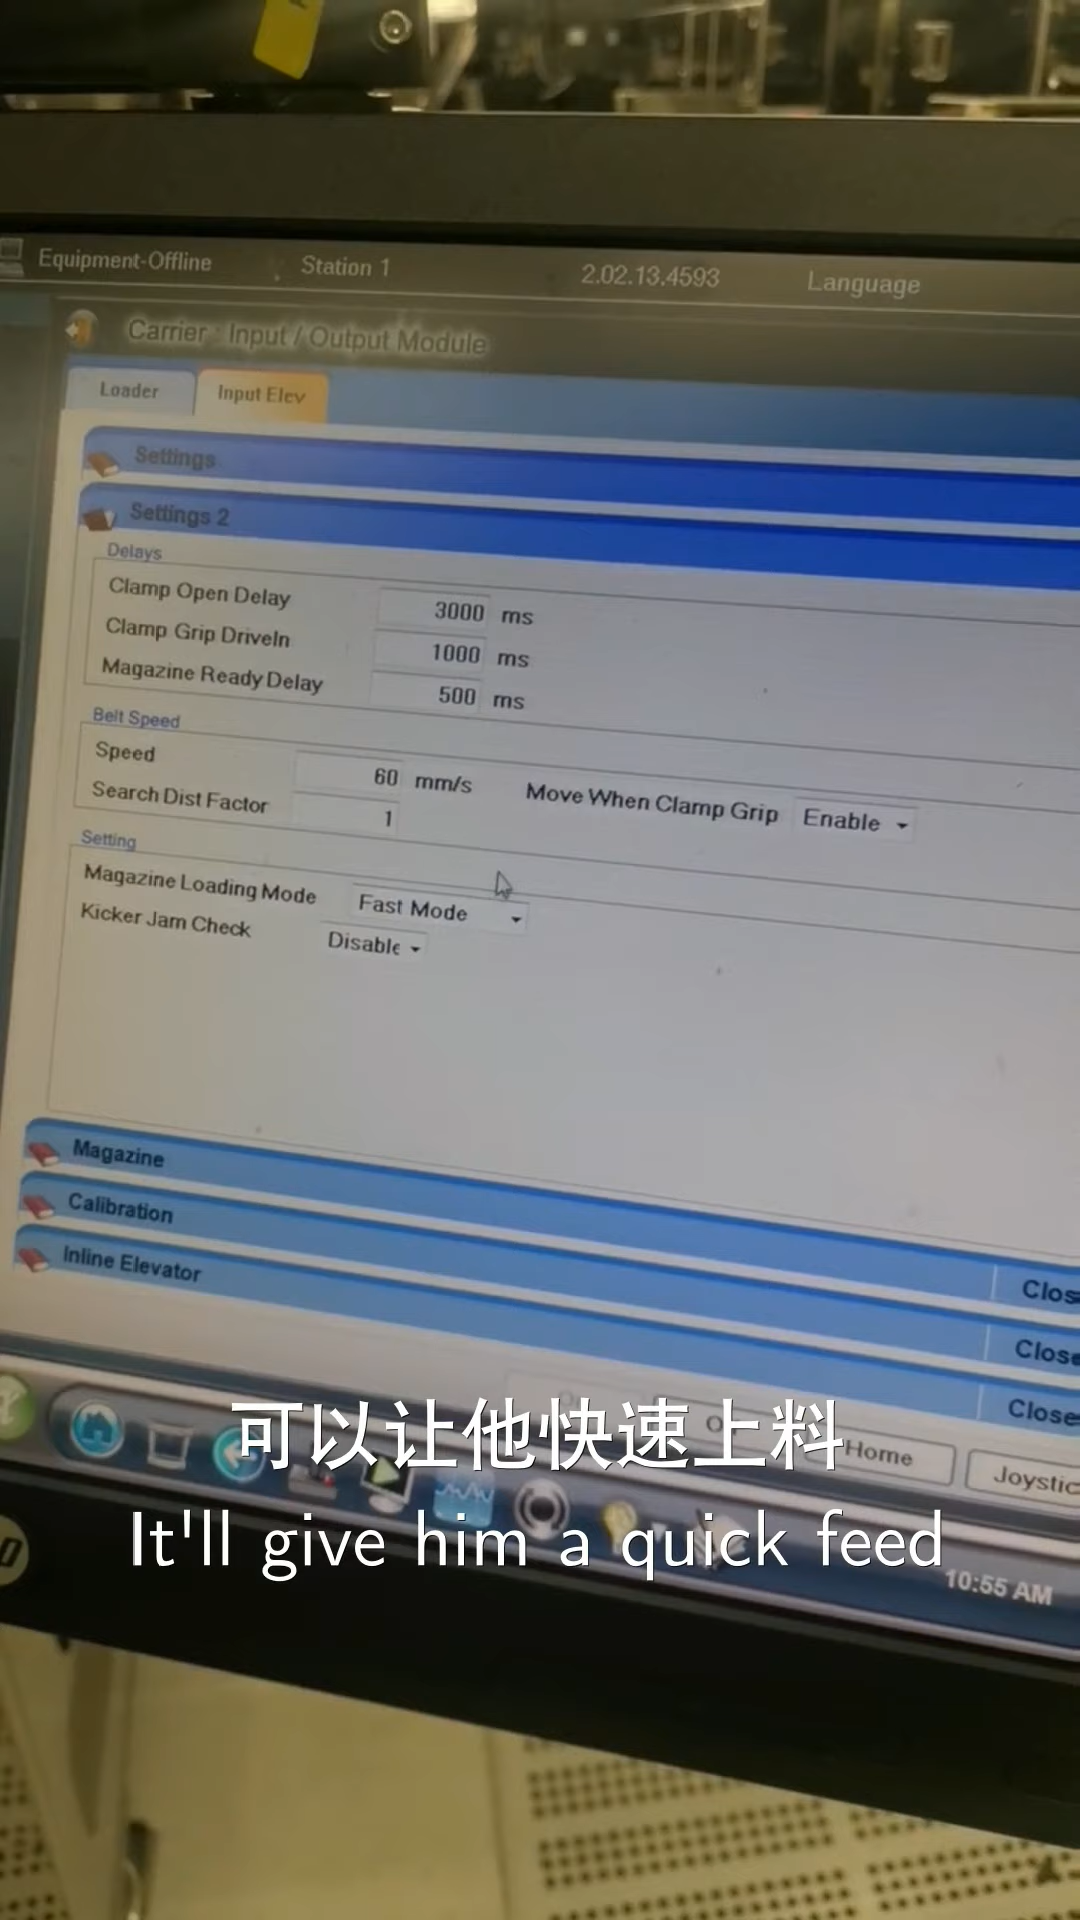 Equipment-Offline Station 1 2.02.13.4593 Language
Carrier : Input / Output Module
Loader Input Elev
Settings
Settings 2
Delays
Clamp Open Delay 3000 ms
Clamp Grip DriveIn 1000 ms
Magazine Ready Delay 500 ms
Belt Speed
Speed 60 mm/s Move When Clamp Grip Enable
Search Dist Factor 1
Setting
Magazine Loading Mode Fast Mode
Kicker Jam Check Disable
Magazine
Calibration Clos
Inline Elevator Close
Close
Home Joystic
可以让他快速上料
It'll give him a quick feed
10:55 AM